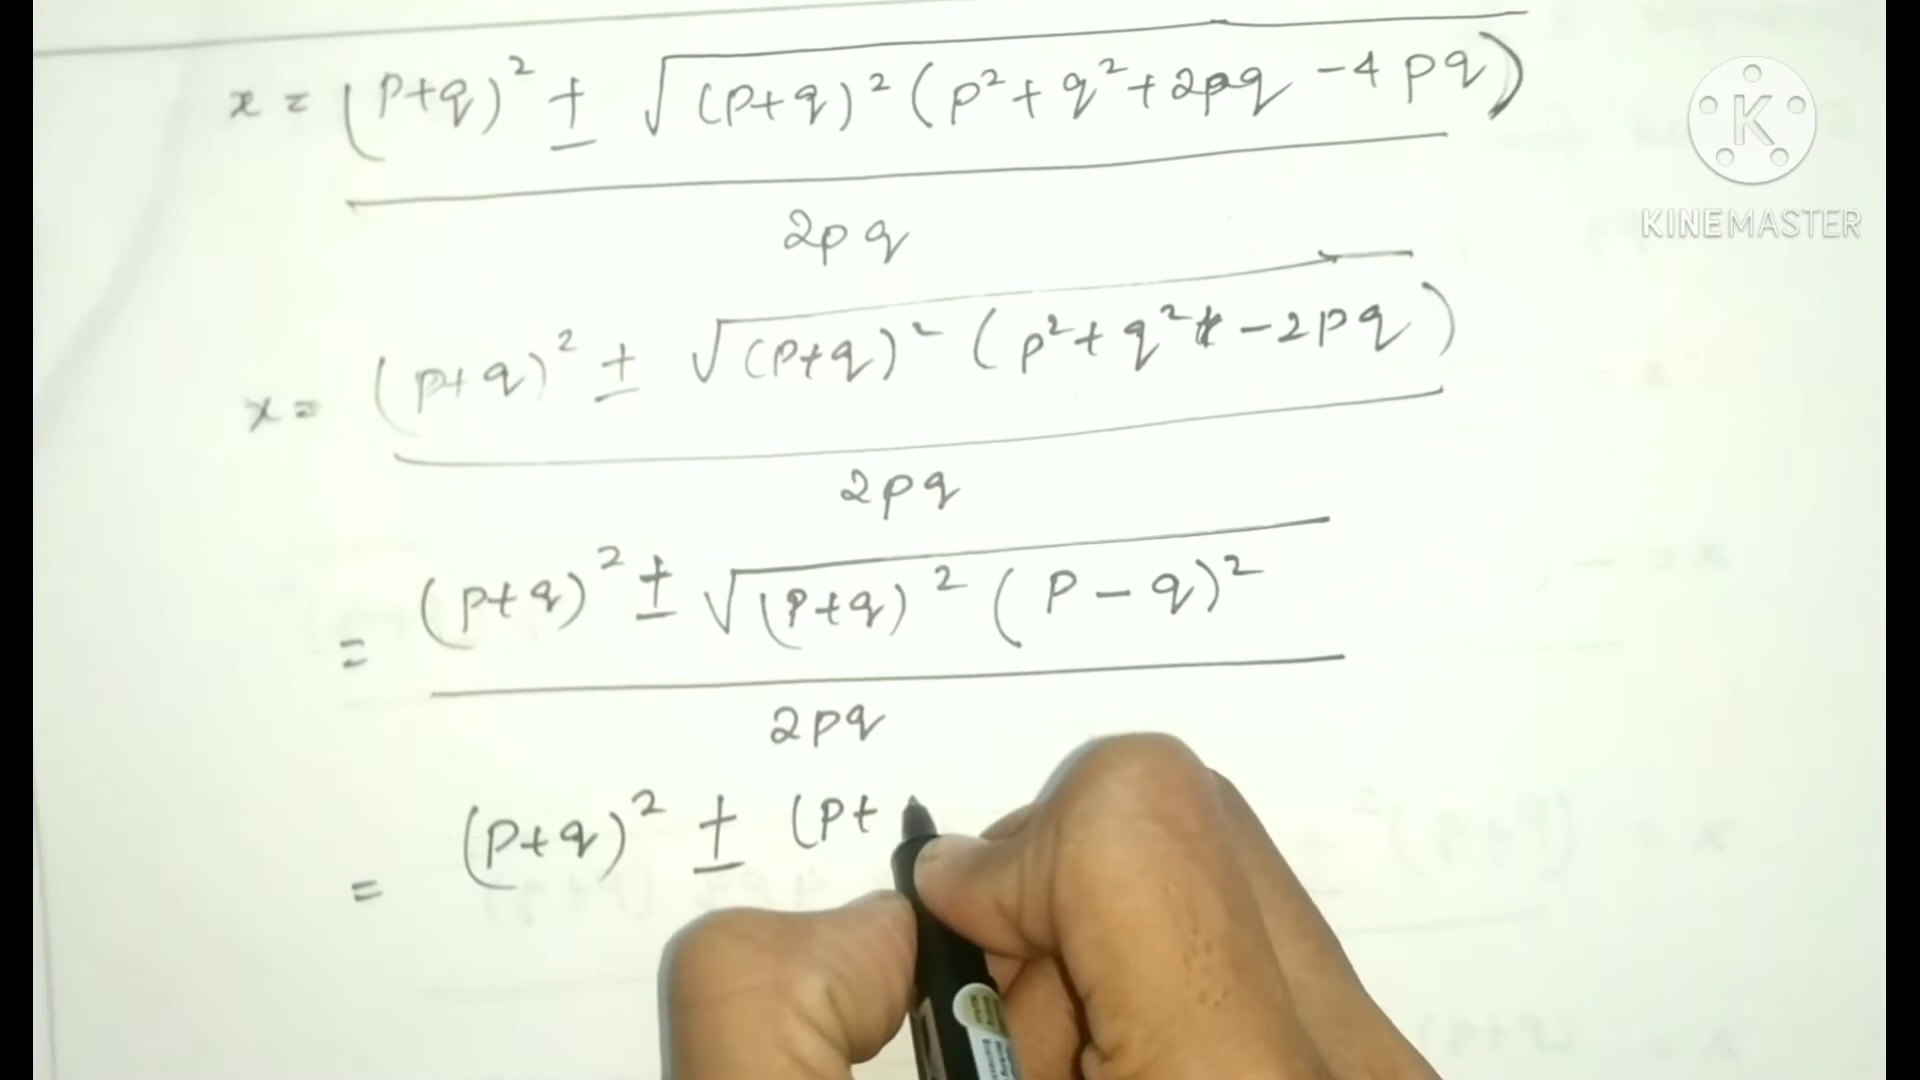 x = (p+q)² ± √(p+q)² (p² + q² + 2pq - 4pq)
2pq
x = (p+q)² ± √(p+q)² (p² + q² - 2pq)
2pq
= (p+q)² ± √(p+q)² (p - q)²
2pq
= (p+q)² ± (p+
K
KINEMASTER